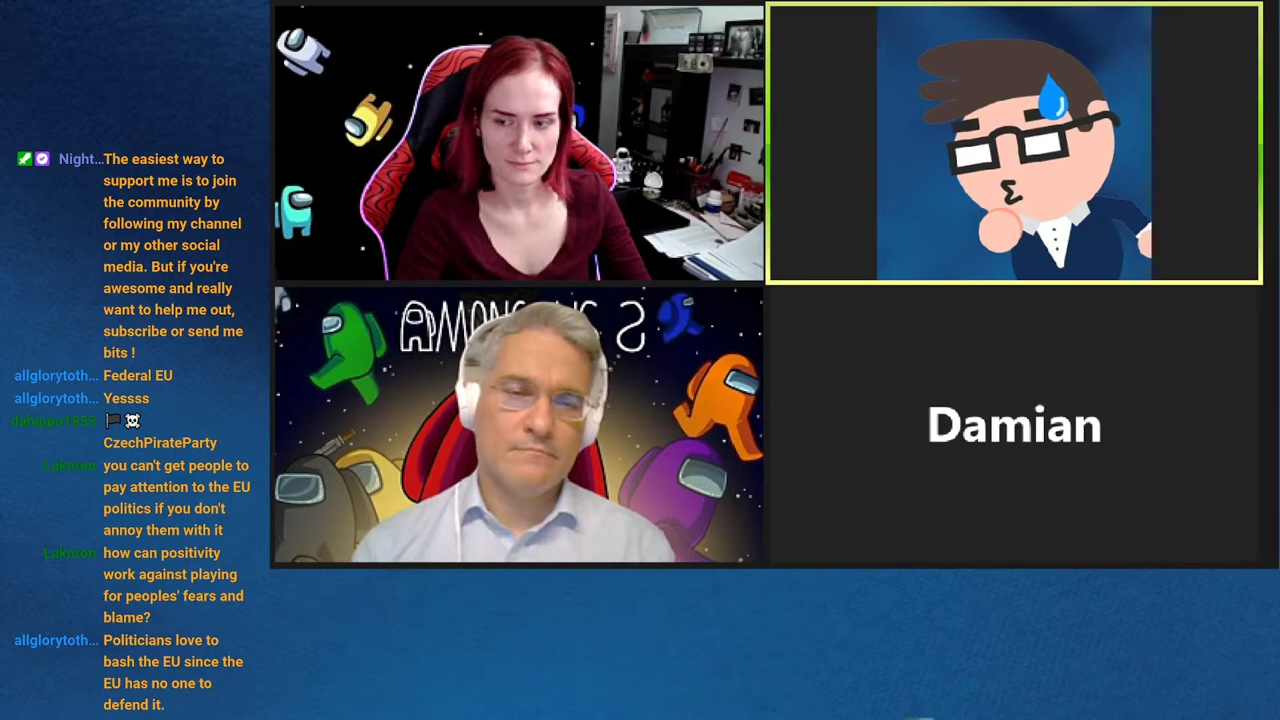 Night... The easiest way to
support me is to join
the community by
following my channel
or my other social
media. But if you're
awesome and really
want to help me out,
subscribe or send me
bits !
allglorytoth... Federal EU
allglorytoth... Yessss
dahippo1555
CzechPirateParty
Luknron you can't get people to
pay attention to the EU
politics if you don't
annoy them with it
Luknron how can positivity
work against playing
for peoples' fears and
blame?
allglorytoth... Politicians love to
bash the EU since the
EU has no one to
defend it.
Damian